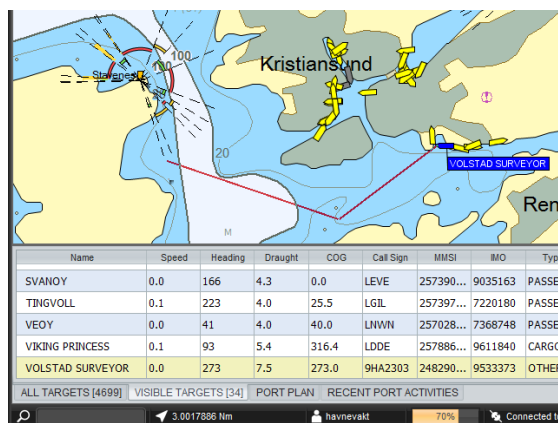 100
100
Stavenes
Kristiansund
20
VOLSTAD SURVEYOR
Ren
M
Name Speed Heading Draught COG Call Sign MMSI IMO Typ
SVANOY 0.0 166 4.3 0.0 LEVE 257390... 9035163 PASSE
TINGVOLL 0.1 223 4.0 25.5 LGIL 257397... 7220180 PASSE
VEOY 0.0 41 4.0 40.0 LNWN 257028... 7368748 PASSE
VIKING PRINCESS 0.1 93 5.4 316.4 LDDE 257886... 9611840 CARGO
VOLSTAD SURVEYOR 0.0 273 7.5 273.0 9HA2303 248290... 9533373 OTHER
ALL TARGETS [4699] VISIBLE TARGETS [34] PORT PLAN RECENT PORT ACTIVITIES
3.0017886 Nm havnevakt 70% Connected to